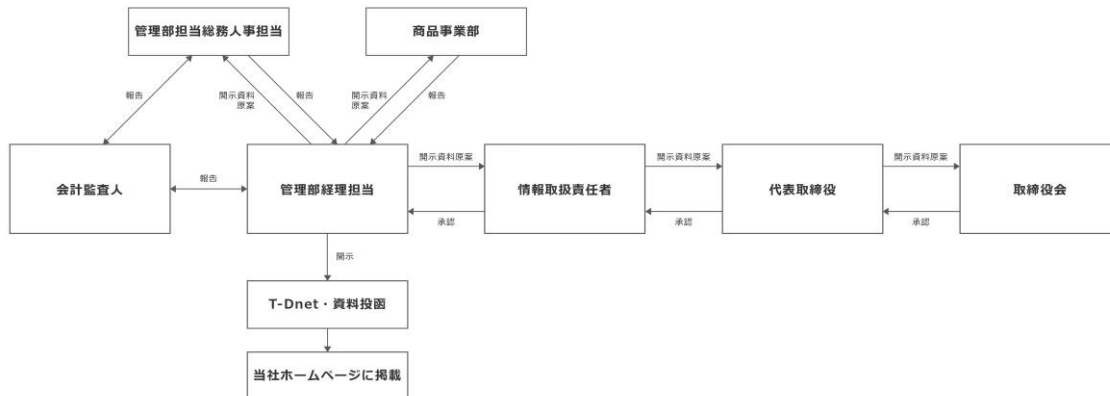 管理部担当総務人事担当
商品事業部
報告
開示資料
原案
報告
開示資料
原案
報告
会計監査人
報告
管理部経理担当
開示資料原案
承認
情報取扱責任者
開示資料原案
承認
代表取締役
開示資料原案
承認
取締役会
開示
T-Dnet・資料投函
当社ホームページに掲載